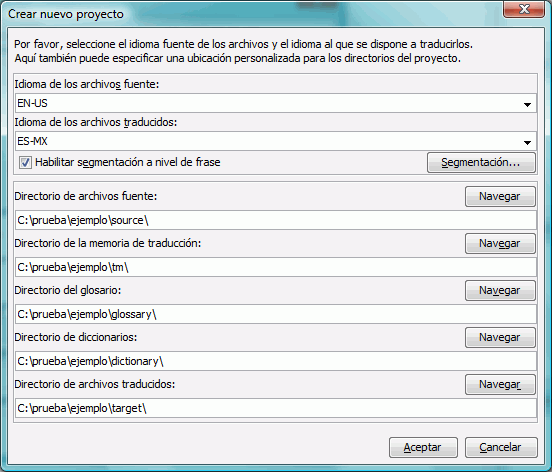 Crear nuevo proyecto
Por favor, seleccione el idioma fuente de los archivos y el idioma al que se dispone a traducirlos.
Aquí también puede especificar una ubicación personalizada para los directorios del proyecto.
Idioma de los archivos fuente:
EN-US
Idioma de los archivos traducidos:
ES-MX
Habilitar segmentación a nivel de frase
Segmentación...
Directorio de archivos fuente:
Navegar
C:\prueba\ejemplo\source\
Directorio de la memoria de traducción:
Navegar
C:\prueba\ejemplo\tm\
Directorio del glosario:
Navegar
C:\prueba\ejemplo\glossary\
Directorio de diccionarios:
Navegar
C:\prueba\ejemplo\dictionary\
Directorio de archivos traducidos:
Navegar
C:\prueba\ejemplo\target\
Aceptar
Cancelar